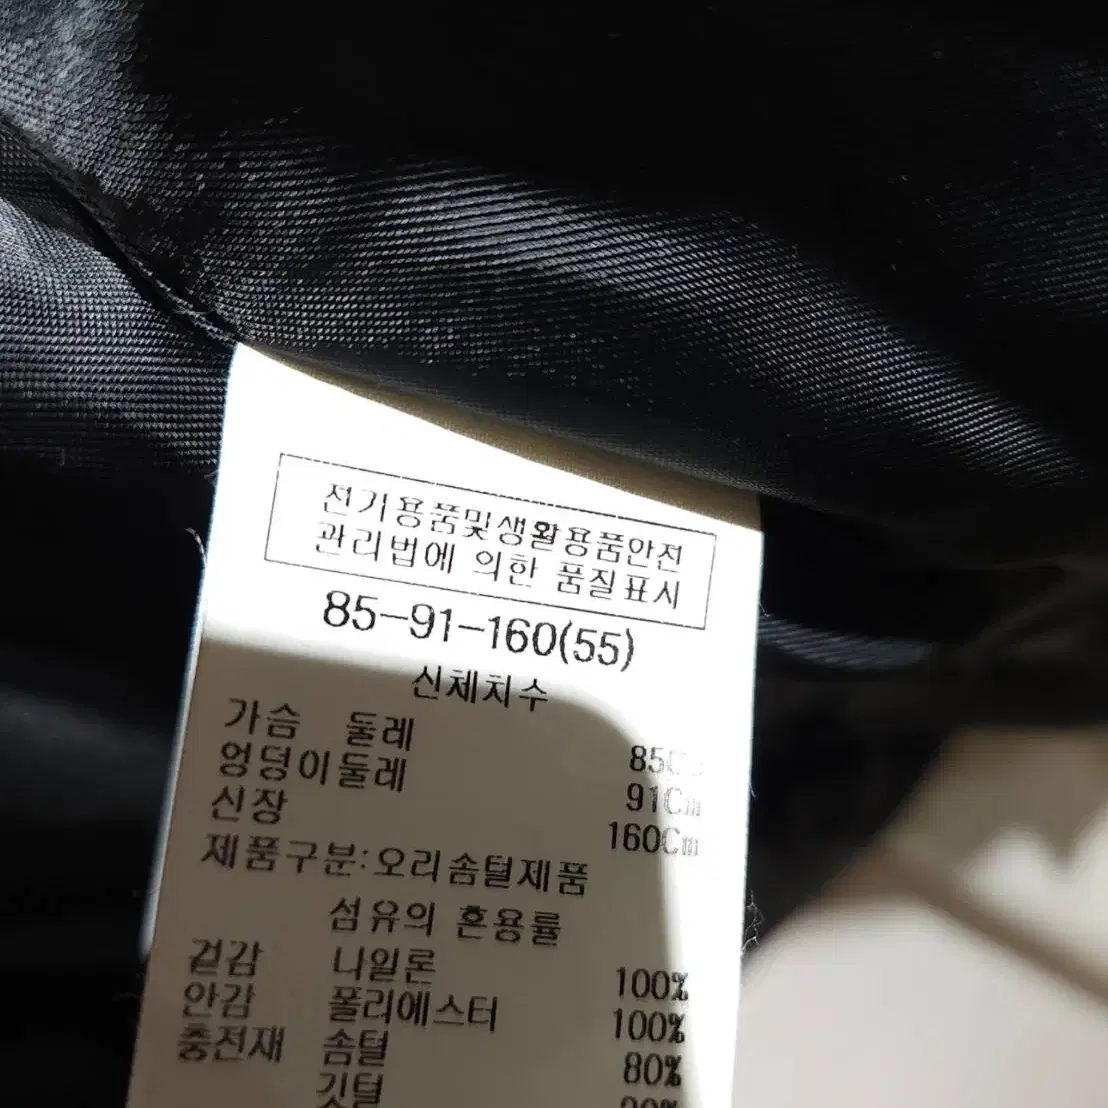 전기용품및생활용품안전
관리법에 의한 품질표시
85-91-160(55)
신체치수
가슴 둘레 85Cm
엉덩이둘레 91Cm
신장 160Cm
제품구분:오리솜털제품
섬유의 혼용률
겉감 나일론 100%
안감 폴리에스터 100%
충전재 솜털 80%
깃털